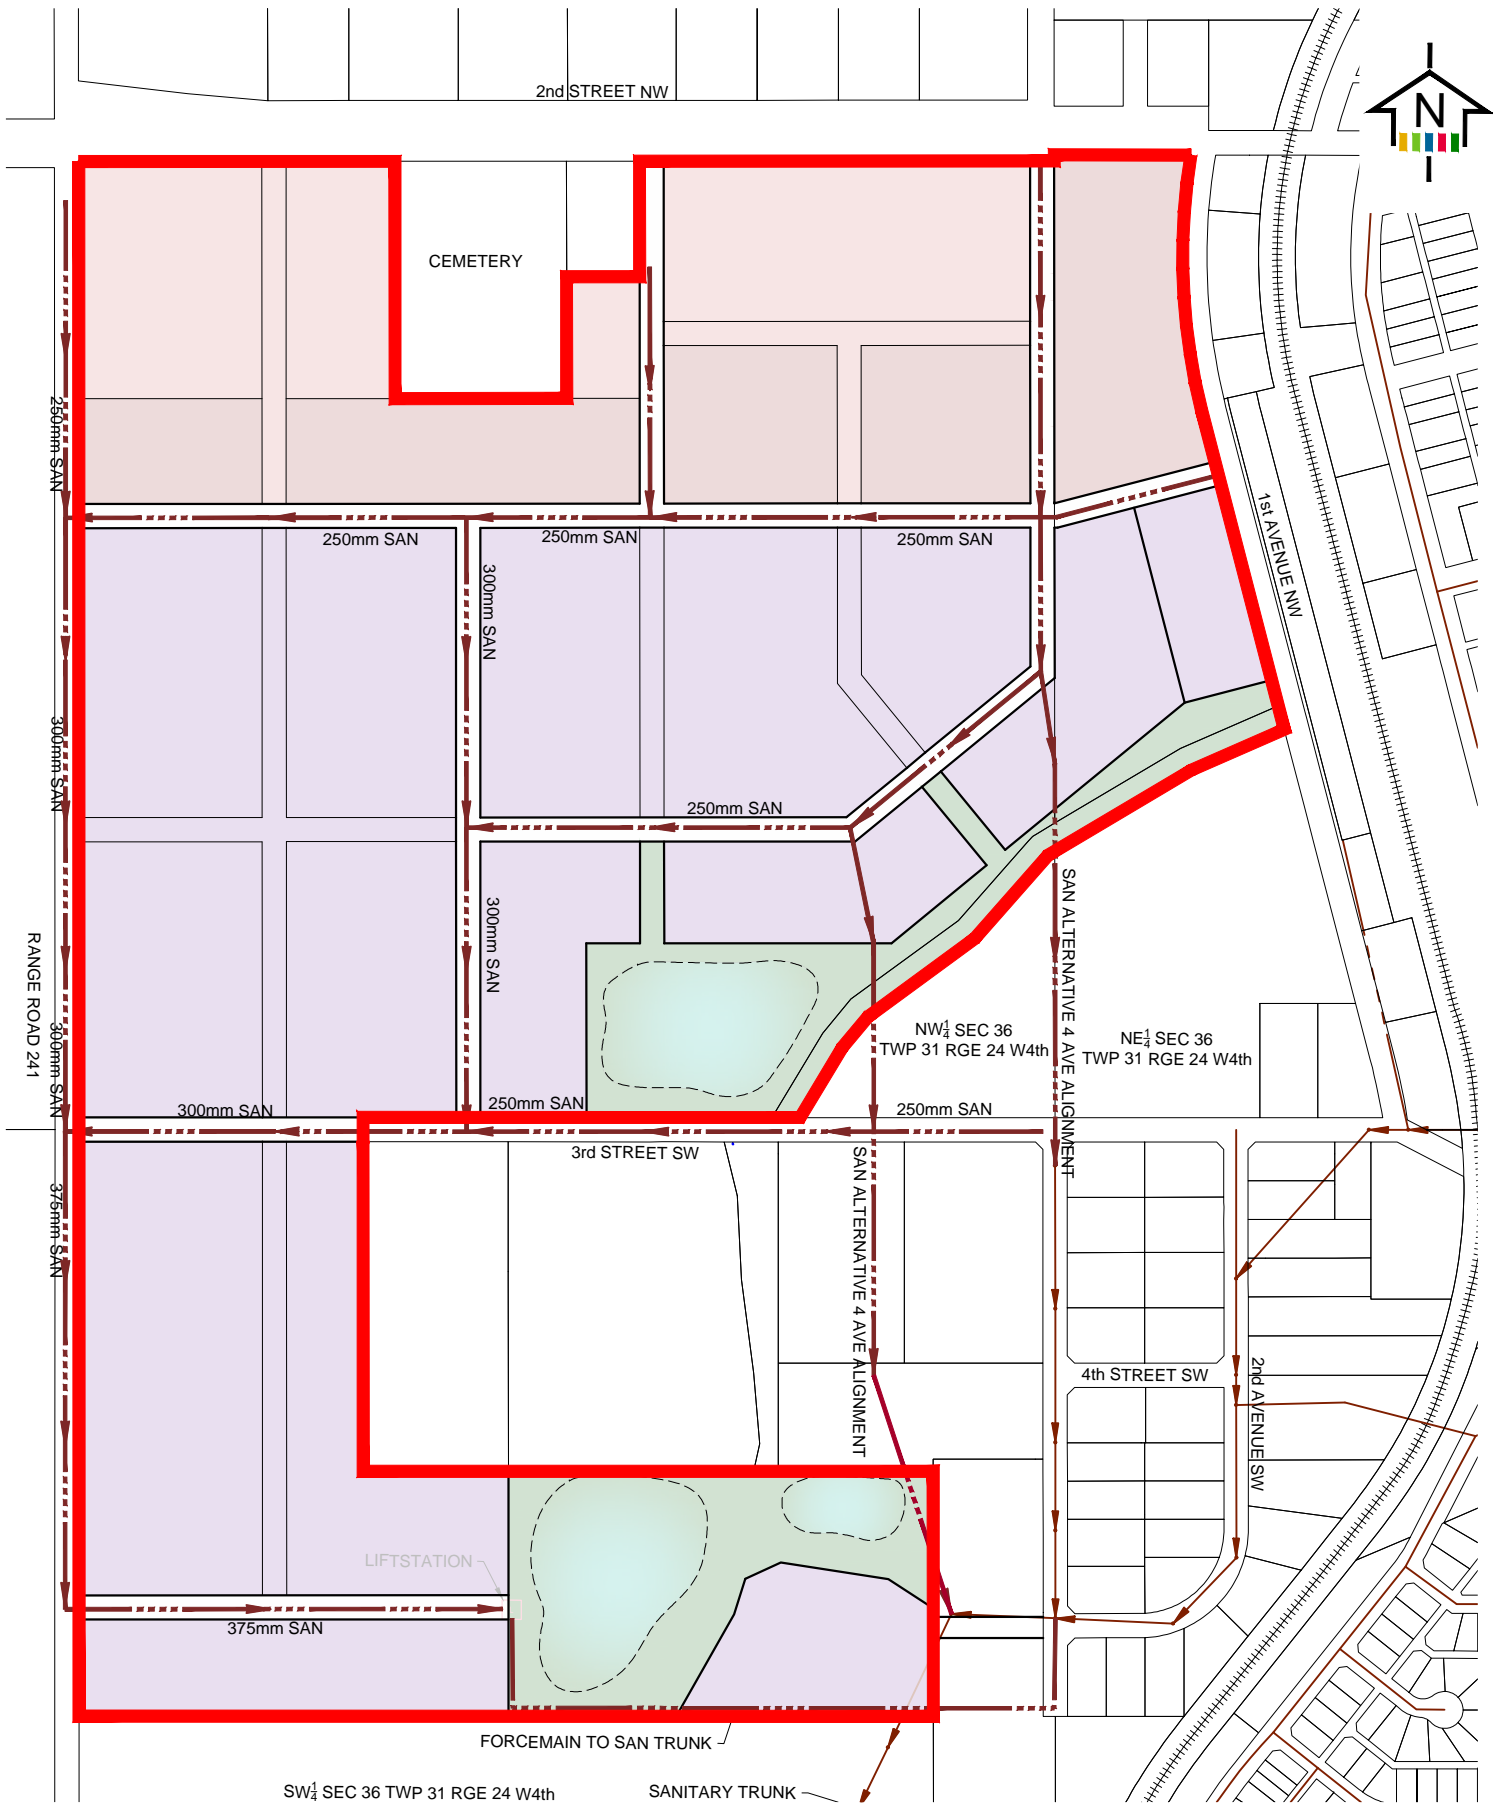 2nd STREET NW
N
CEMETERY
250mm SAN
250mm SAN
250mm SAN
250mm SAN
1st AVENUE NW
300mm SAN
300mm SAN
250mm SAN
300mm SAN
RANGE ROAD 241
300mm SAN
SAN ALTERNATIVE 4 AVE ALIGNMENT
NW¼ SEC 36
TWP 31 RGE 24 W4th
NE¼ SEC 36
TWP 31 RGE 24 W4th
300mm SAN
250mm SAN
250mm SAN
3rd STREET SW
375mm SAN
SAN ALTERNATIVE 4 AVE ALIGNMENT
4th STREET SW
2nd AVENUE SW
LIFTSTATION
375mm SAN
FORCEMAIN TO SAN TRUNK
SW¼ SEC 36 TWP 31 RGE 24 W4th
SANITARY TRUNK